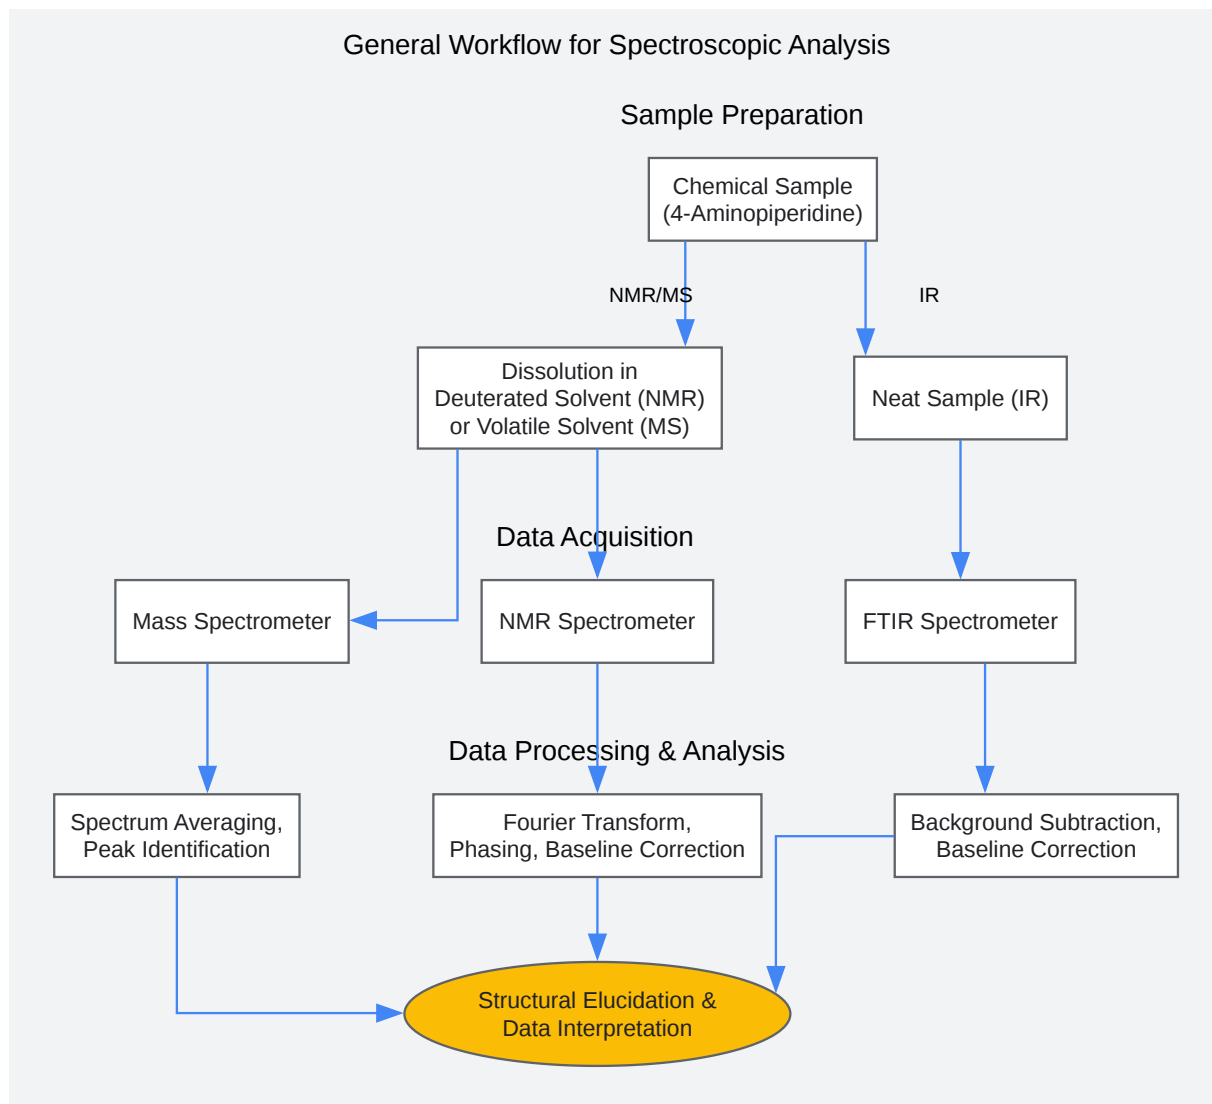 General Workflow for Spectroscopic Analysis
Sample Preparation
Chemical Sample
(4-Aminopiperidine)
NMR/MS
IR
Dissolution in
Deuterated Solvent (NMR)
or Volatile Solvent (MS)
Neat Sample (IR)
Data Acquisition
Mass Spectrometer
NMR Spectrometer
FTIR Spectrometer
Data Processing & Analysis
Spectrum Averaging,
Peak Identification
Fourier Transform,
Phasing, Baseline Correction
Background Subtraction,
Baseline Correction
Structural Elucidation &
Data Interpretation